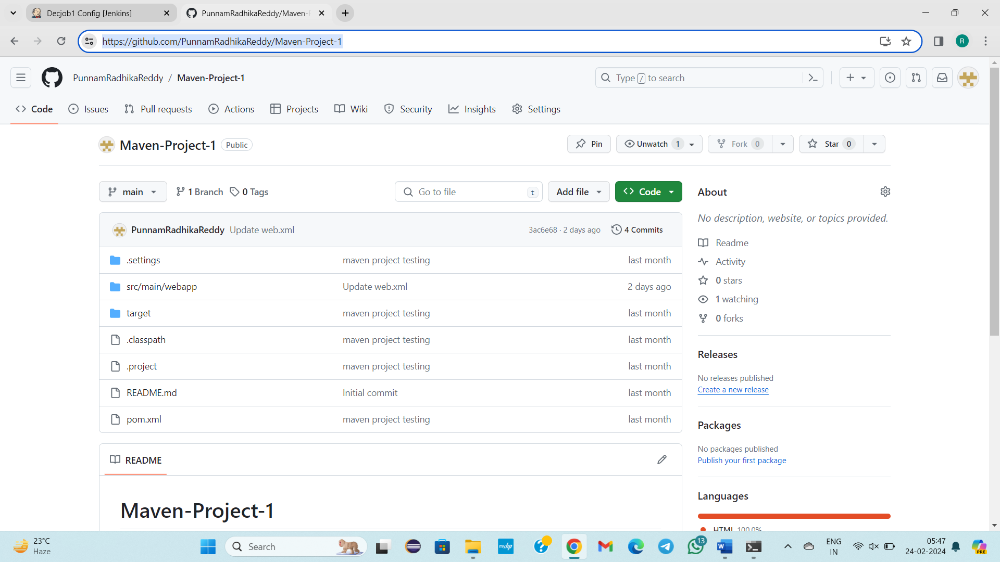 Decjob1 Config [Jenkins]
PunnamRadhikaReddy/Maven-P
https://github.com/PunnamRadhikaReddy/Maven-Project-1
R
PunnamRadhikaReddy / Maven-Project-1
Type / to search
Code
Issues
Pull requests
Actions
Projects
Wiki
Security
Insights
Settings
Maven-Project-1 Public
Pin
Unwatch 1
Fork 0
Star 0
main
1 Branch
0 Tags
Go to file t
Add file
Code
PunnamRadhikaReddy Update web.xml 3ac6e68 · 2 days ago 4 Commits
.settings maven project testing last month
src/main/webapp Update web.xml 2 days ago
target maven project testing last month
.classpath maven project testing last month
.project maven project testing last month
README.md Initial commit last month
pom.xml maven project testing last month
README
Maven-Project-1
About
No description, website, or topics provided.
Readme
Activity
0 stars
1 watching
0 forks
Releases
No releases published
Create a new release
Packages
No packages published
Publish your first package
Languages
HTML 100.0%
23°C
Haze
Search
myhp
13
W
ENG
IN
05:47
24-02-2024
PRE